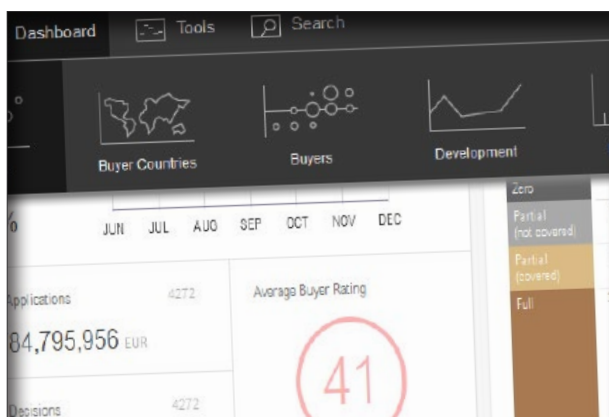 Dashboard
Tools
Search
Buyer Countries
Buyers
Development
JUN JUL AUG SEP OCT NOV DEC
Zero
Partial
(not covered)
Partial
(covered)
Full
Applications 4272
84,795,956 EUR
Decisions 4272
Average Buyer Rating
41